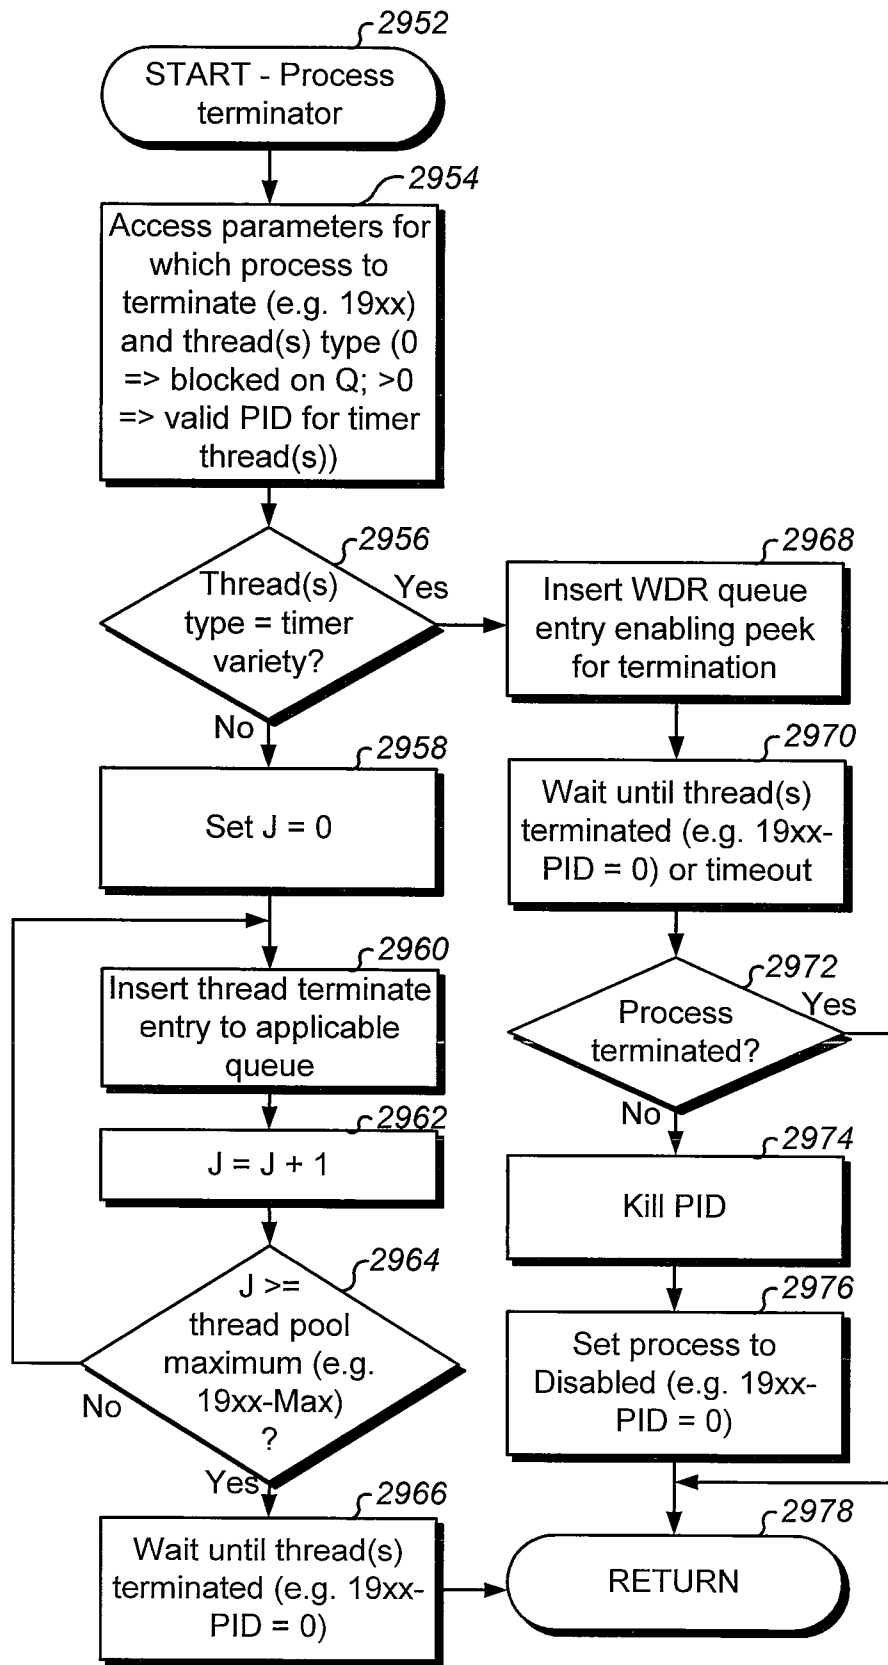 2952
START - Process
terminator
2954
Access parameters for
which process to
terminate (e.g. 19xx)
and thread(s) type (0
=> blocked on Q; >0
=> valid PID for timer
thread(s))
2956
Thread(s)
type = timer
variety?
Yes
No
2958
Set J = 0
2960
Insert thread terminate
entry to applicable
queue
2962
J = J + 1
2964
J >=
thread pool
maximum (e.g.
19xx-Max)
?
No
Yes
2966
Wait until thread(s)
terminated (e.g. 19xx-
PID = 0)
2968
Insert WDR queue
entry enabling peek
for termination
2970
Wait until thread(s)
terminated (e.g. 19xx-
PID = 0) or timeout
2972
Process
terminated?
Yes
No
2974
Kill PID
2976
Set process to
Disabled (e.g. 19xx-
PID = 0)
2978
RETURN